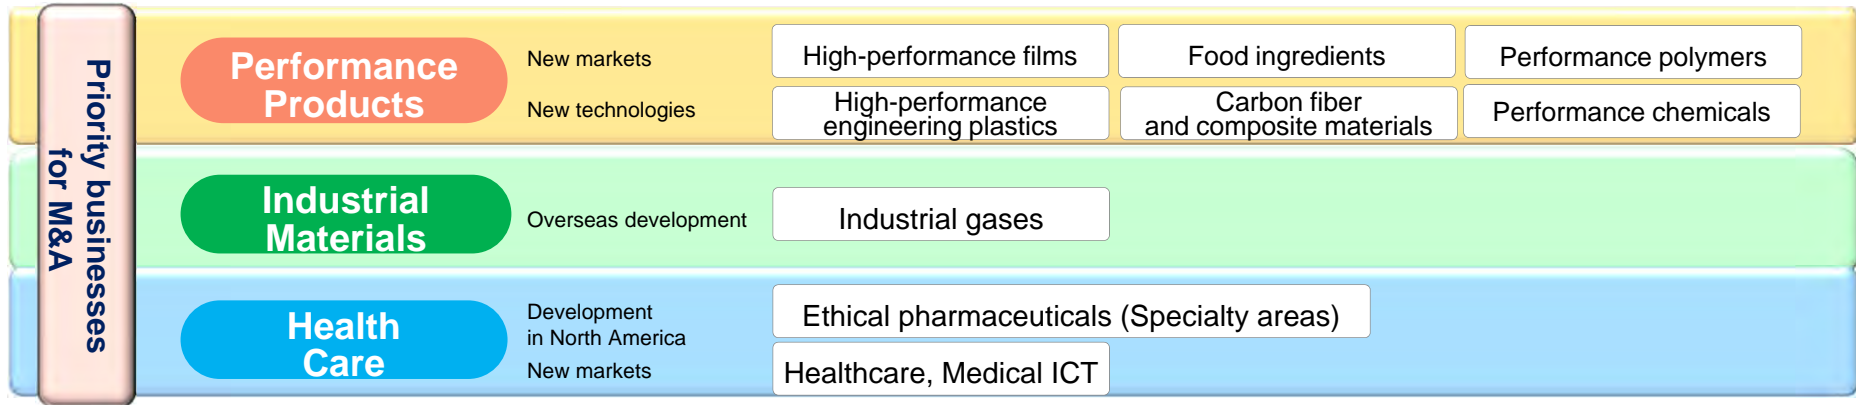 Priority businesses
for M&A
Performance
Products
New markets
New technologies
High-performance films
Food ingredients
Performance polymers
High-performance
engineering plastics
Carbon fiber
and composite materials
Performance chemicals
Industrial
Materials
Overseas development
Industrial gases
Health
Care
Development
in North America
New markets
Ethical pharmaceuticals (Specialty areas)
Healthcare, Medical ICT